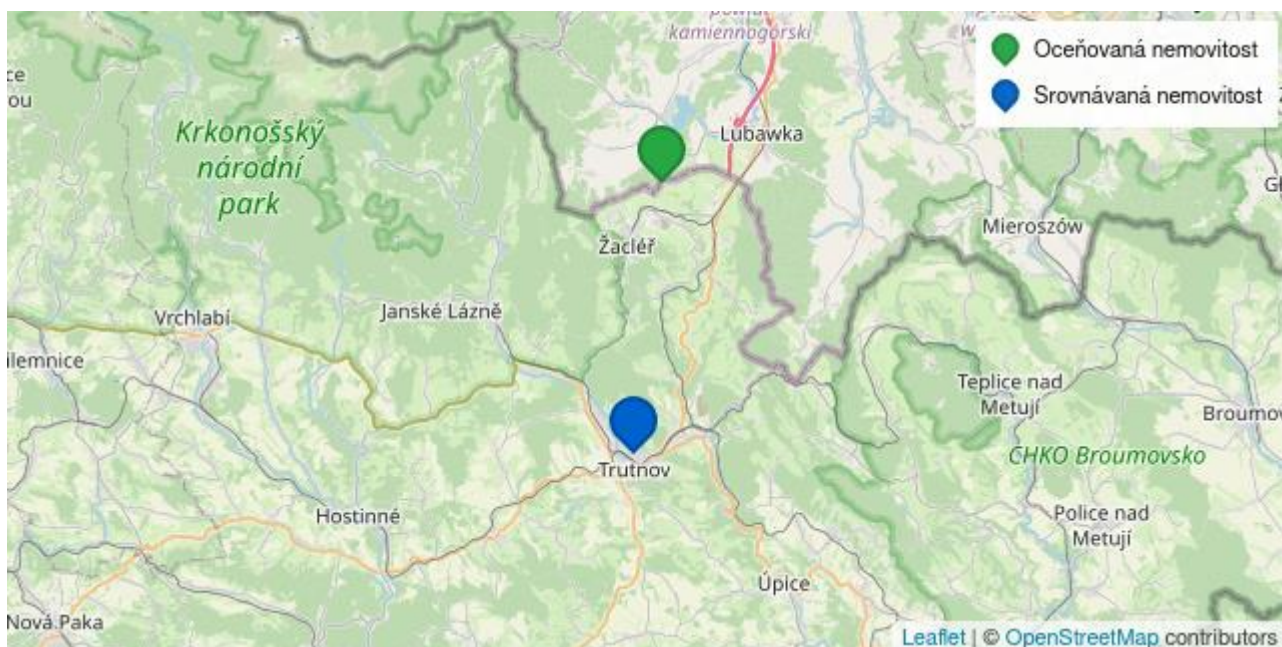 kamiennogórski
Oceňovaná nemovitost
Srovnávaná nemovitost
Krkonošský
národní
park
Lubawka
Žacléř
Mieroszów
Janské Lázně
Vrchlabí
Teplice nad
Metují
CHKO Broumovsko
Trutnov
Hostinné
Police nad
Metují
Úpice
Nová Paka
Leaflet | © OpenStreetMap contributors